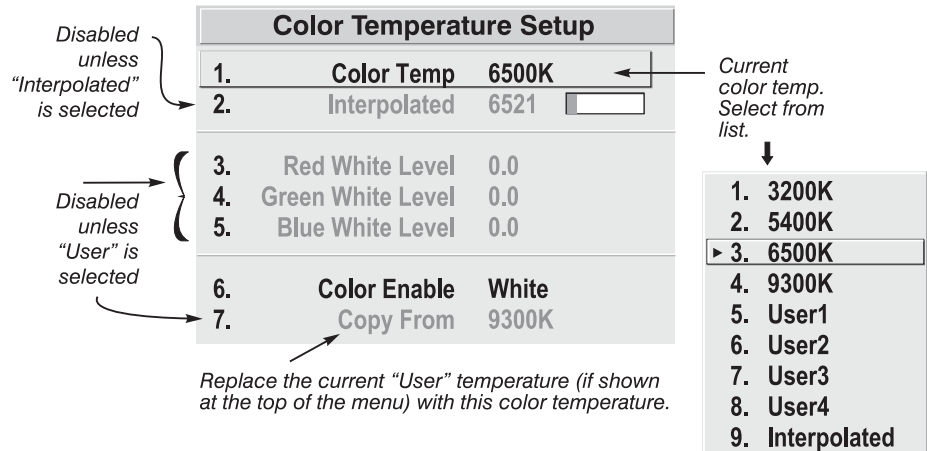 Color Temperature Setup
Disabled
unless
“Interpolated”
is selected
1. Color Temp 6500K
2. Interpolated 6521
Current
color temp.
Select from
list.
Disabled
unless
“User” is
selected
3. Red White Level 0.0
4. Green White Level 0.0
5. Blue White Level 0.0
6. Color Enable White
7. Copy From 9300K
Replace the current “User” temperature (if shown
at the top of the menu) with this color temperature.
1. 3200K
2. 5400K
3. 6500K
4. 9300K
5. User1
6. User2
7. User3
8. User4
9. Interpolated